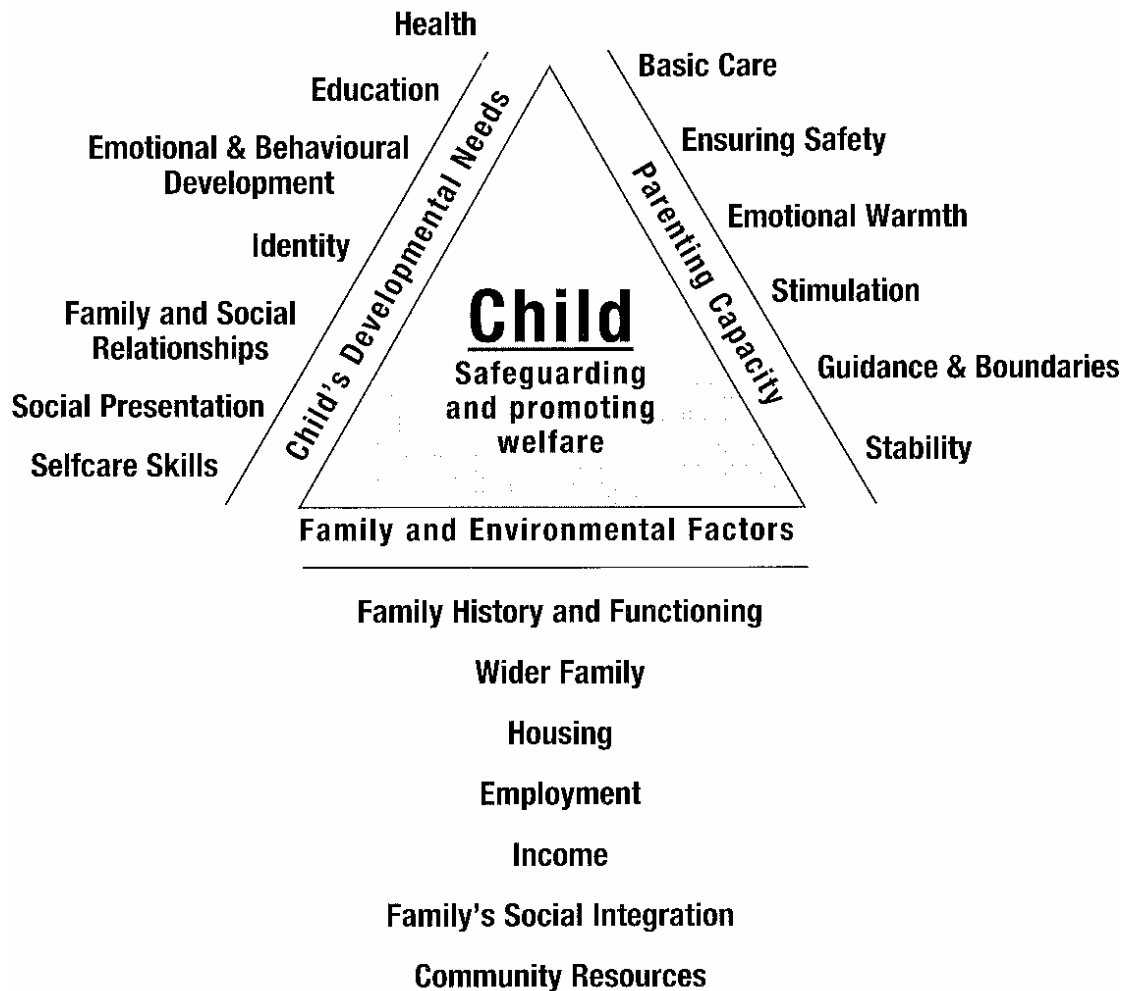 Health
Education
Emotional & Behavioural
Development
Identity
Family and Social
Relationships
Social Presentation
Selfcare Skills
Child's Developmental Needs
Basic Care
Ensuring Safety
Emotional Warmth
Stimulation
Guidance & Boundaries
Stability
Parenting Capacity
Child
Safeguarding
and promoting
welfare
Family and Environmental Factors
Family History and Functioning
Wider Family
Housing
Employment
Income
Family's Social Integration
Community Resources